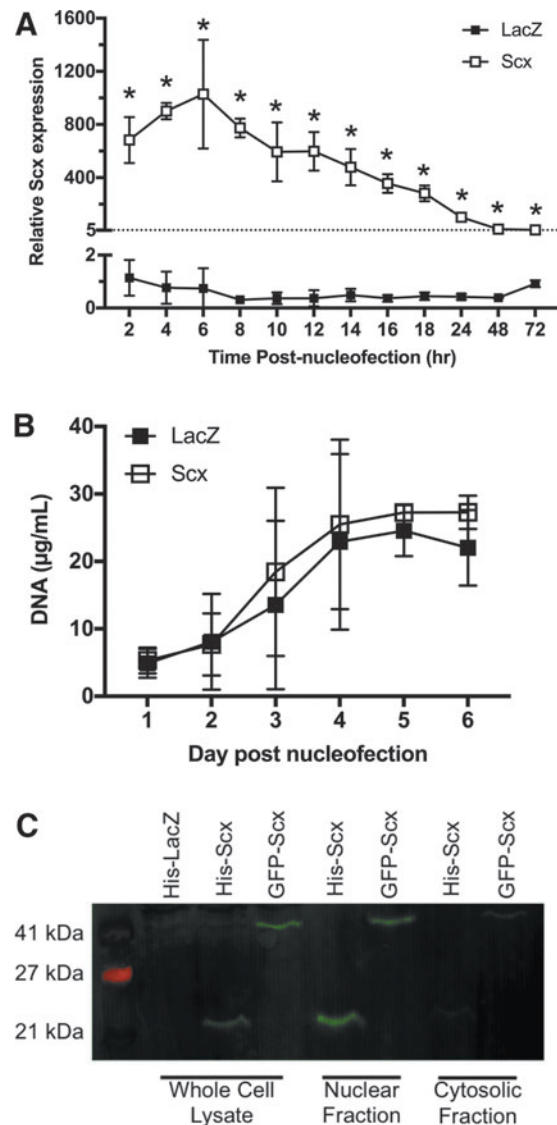 A
Relative Scx expression
1600
1300
1000
700
400
5
2
0
LacZ
Scx
* * * * * * * * * * * *
2 4 6 8 10 12 14 16 18 24 48 72
Time Post-nucleofection (hr)
B
DNA (µg/mL)
40
30
20
10
0
LacZ
Scx
1 2 3 4 5 6
Day post nucleofection
C
His-LacZ
His-Scx
GFP-Scx
His-Scx
GFP-Scx
His-Scx
GFP-Scx
41 kDa
27 kDa
21 kDa
Whole Cell
Lysate
Nuclear
Fraction
Cytosolic
Fraction